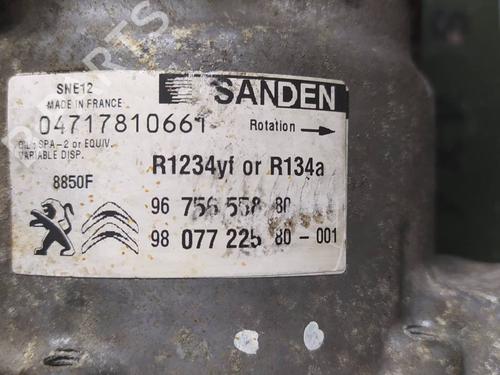 SNE12
MADE IN FRANCE
SANDEN
04717810661
Rotation
OIL : SPA-2 or EQUIV.
VARIABLE DISP.
R1234yf or R134a
8850F
96 756 558 80
98 077 225 80 - 001